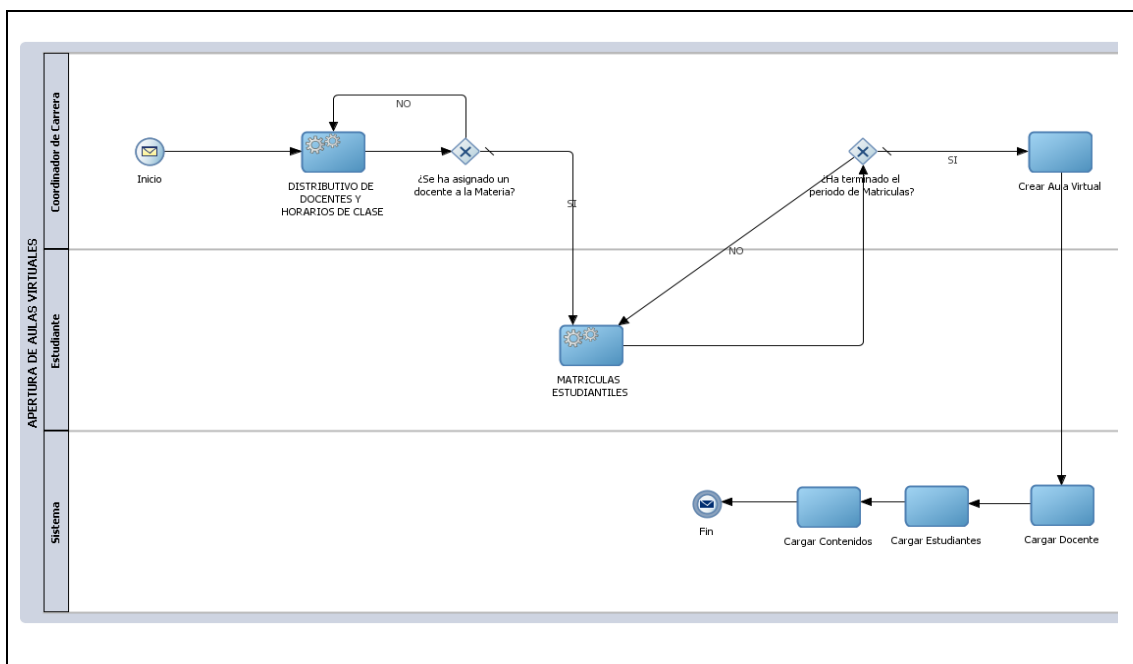 APERTURA DE AULAS VIRTUALES
Coordinador de Carrera
NO
Inicio
DISTRIBUTIVO DE
DOCENTES Y
HORARIOS DE CLASE
¿Se ha asignado un
docente a la Materia?
SI
¿Ha terminado el
periodo de Matriculas?
SI
Crear Aula Virtual
NO
Estudiante
MATRICULAS
ESTUDIANTILES
Sistema
Fin
Cargar Contenidos
Cargar Estudiantes
Cargar Docente